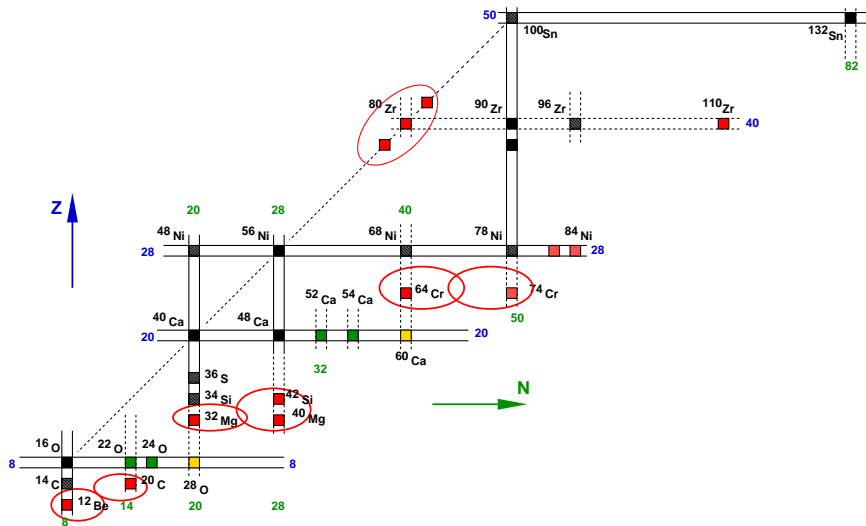 50
100Sn
132Sn
82
80Zr
90Zr
96Zr
110Zr
40
Z
20
28
40
48Ni
56Ni
68Ni
78Ni
84Ni
28
28
64Cr
74Cr
52Ca
54Ca
50
40Ca
48Ca
20
20
60Ca
32
36S
34Si
42Si
N
32Mg
40Mg
16O
22O
24O
8
8
14C
20C
28O
12Be
14
20
28
8